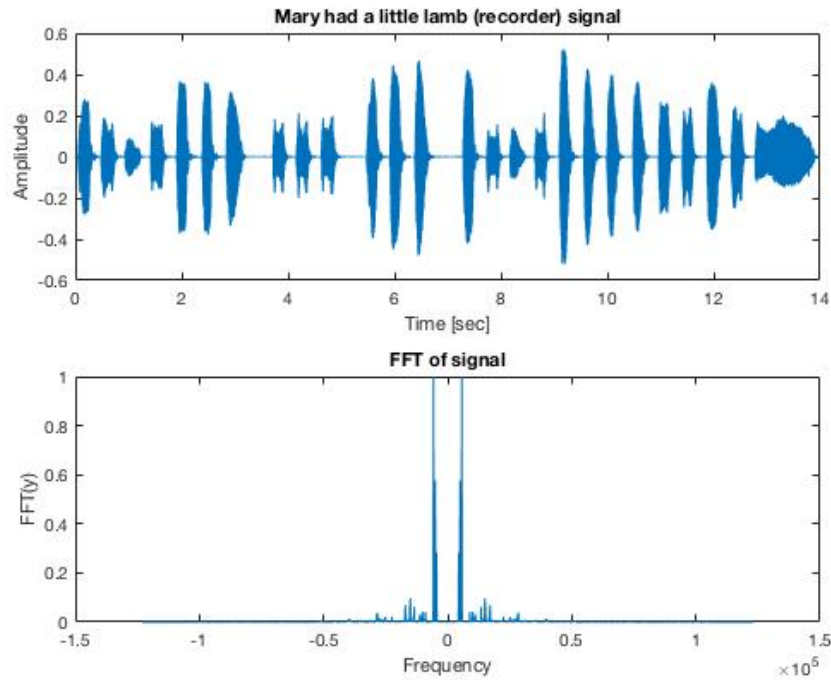 Mary had a little lamb (recorder) signal
0.6
0.4
0.2
0
-0.2
-0.4
-0.6
Amplitude
0 2 4 6 8 10 12 14
Time [sec]
FFT of signal
1
0.8
0.6
0.4
0.2
0
FFT(y)
-1.5 -1 -0.5 0 0.5 1 1.5
Frequency
×10⁵